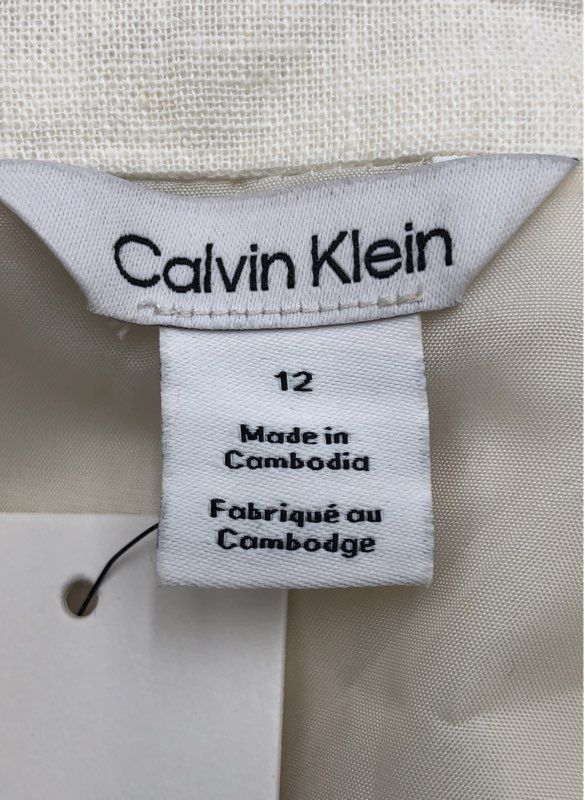 Calvin Klein
12
Made in
Cambodia
Fabriqué au
Cambodge